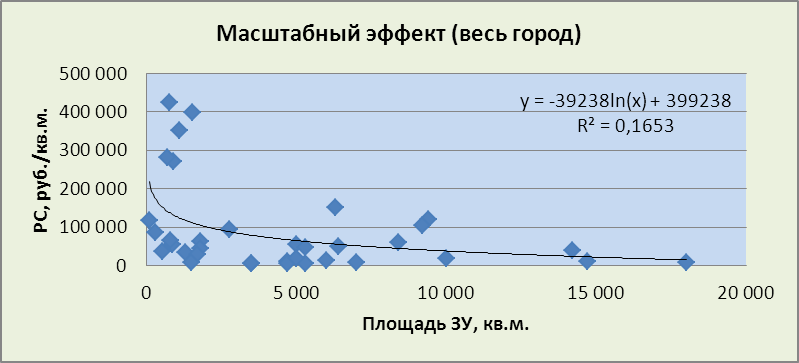 Масштабный эффект (весь город)
РС, руб./кв.м.
500 000
400 000
300 000
200 000
100 000
0
y = -39238ln(x) + 399238
R² = 0,1653
0
5 000
10 000
15 000
20 000
Площадь ЗУ, кв.м.